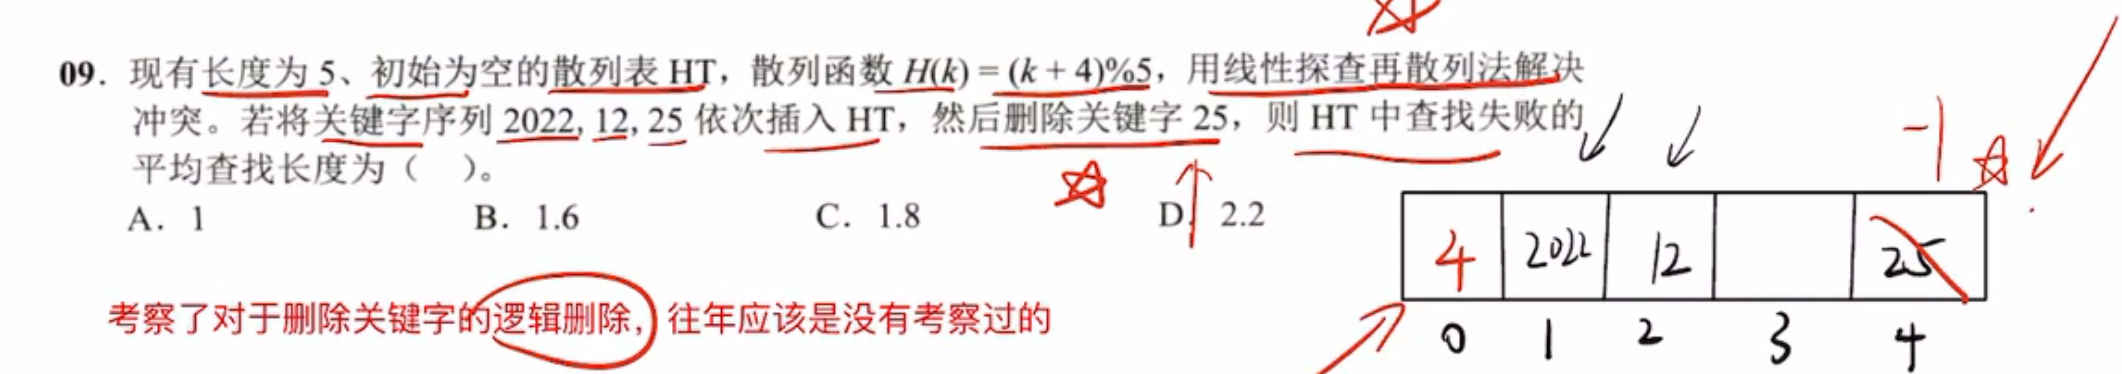 09. 现有长度为 5、初始为空的散列表 HT，散列函数 H(k) = (k + 4)%5，用线性探查再散列法解决
冲突。若将关键字序列 2022, 12, 25 依次插入 HT，然后删除关键字 25，则 HT 中查找失败的
平均查找长度为（　）。
A. 1 B. 1.6 C. 1.8 D. 2.2
-1
4 2022 12 25
0 1 2 3 4
考察了对于删除关键字的逻辑删除，往年应该是没有考察过的